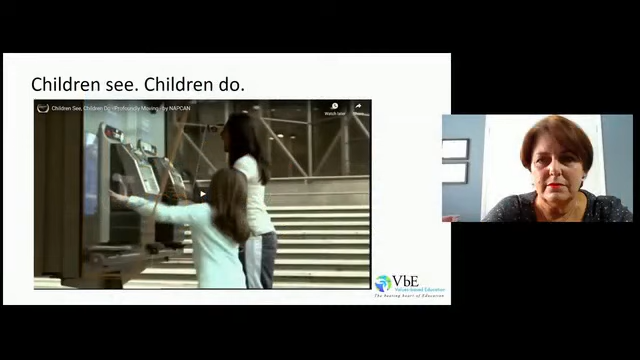 Children see. Children do.
Children See, Children Do - Profoundly Moving - by NAPCAN
Watch later
Share
VbE
Values-based Education
The beating heart of Education